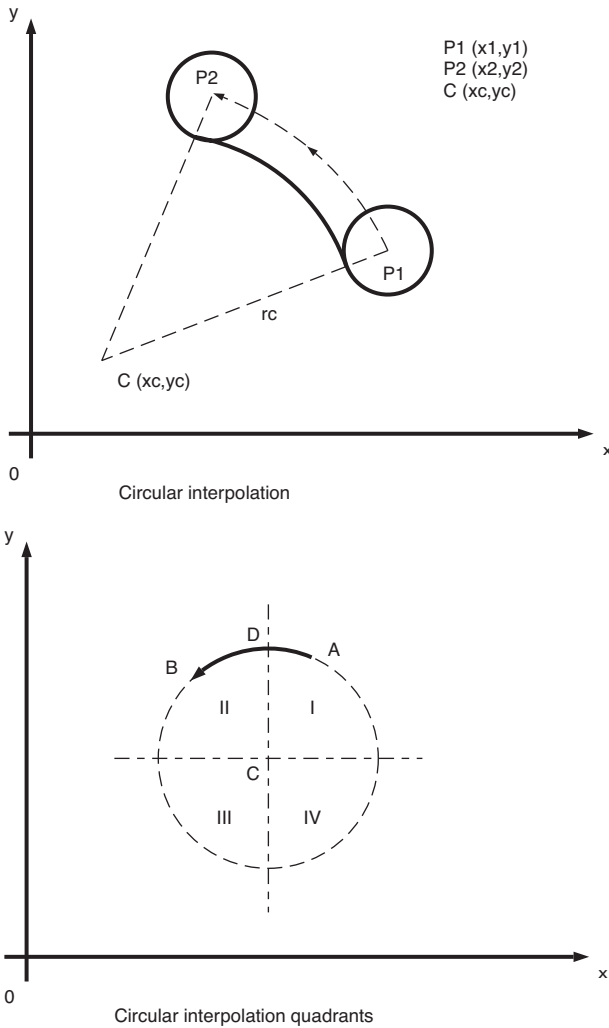 y
P1 (x1,y1)
P2 (x2,y2)
C (xc,yc)
P2
P1
rc
C (xc,yc)
x
0
Circular interpolation
y
D
A
B
II
I
C
III
IV
x
0
Circular interpolation quadrants